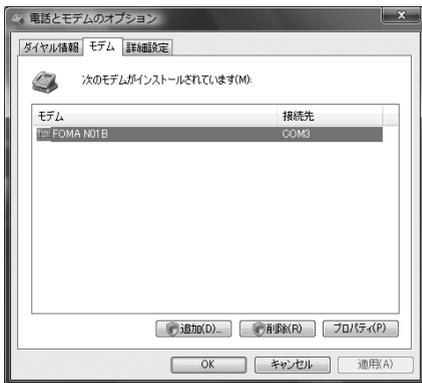 電話とモデムのオプション
ダイヤル情報 モデム 詳細設定
次のモデムがインストールされています(M):
モデム 接続先
FOMA N01B COM3
追加(D)... 削除(R) プロパティ(P)
OK キャンセル 適用(A)